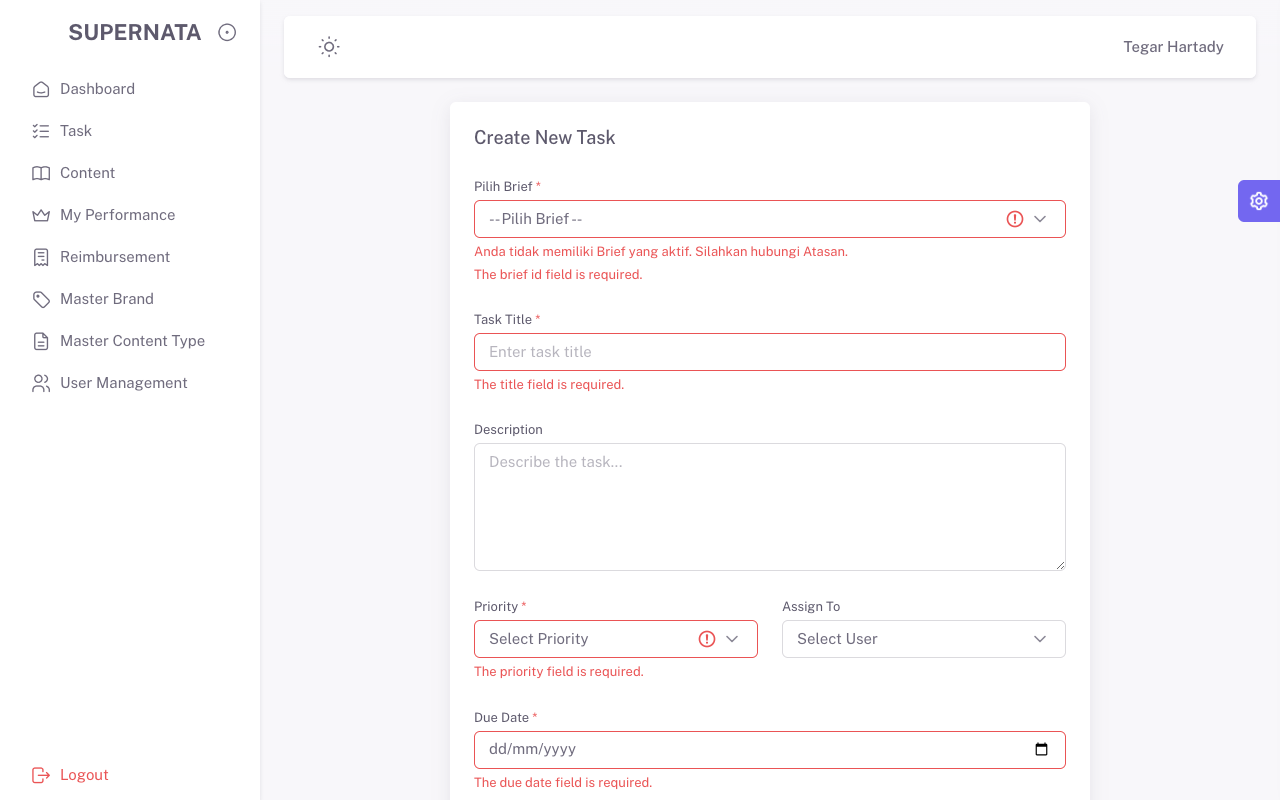 SUPERNATA
Dashboard
Task
Content
My Performance
Reimbursement
Master Brand
Master Content Type
User Management
Logout
Tegar Hartady
Create New Task
Pilih Brief *
-- Pilih Brief --
Anda tidak memiliki Brief yang aktif. Silahkan hubungi Atasan.
The brief id field is required.
Task Title *
Enter task title
The title field is required.
Description
Describe the task...
Priority *
Select Priority
The priority field is required.
Assign To
Select User
Due Date *
dd/mm/yyyy
The due date field is required.